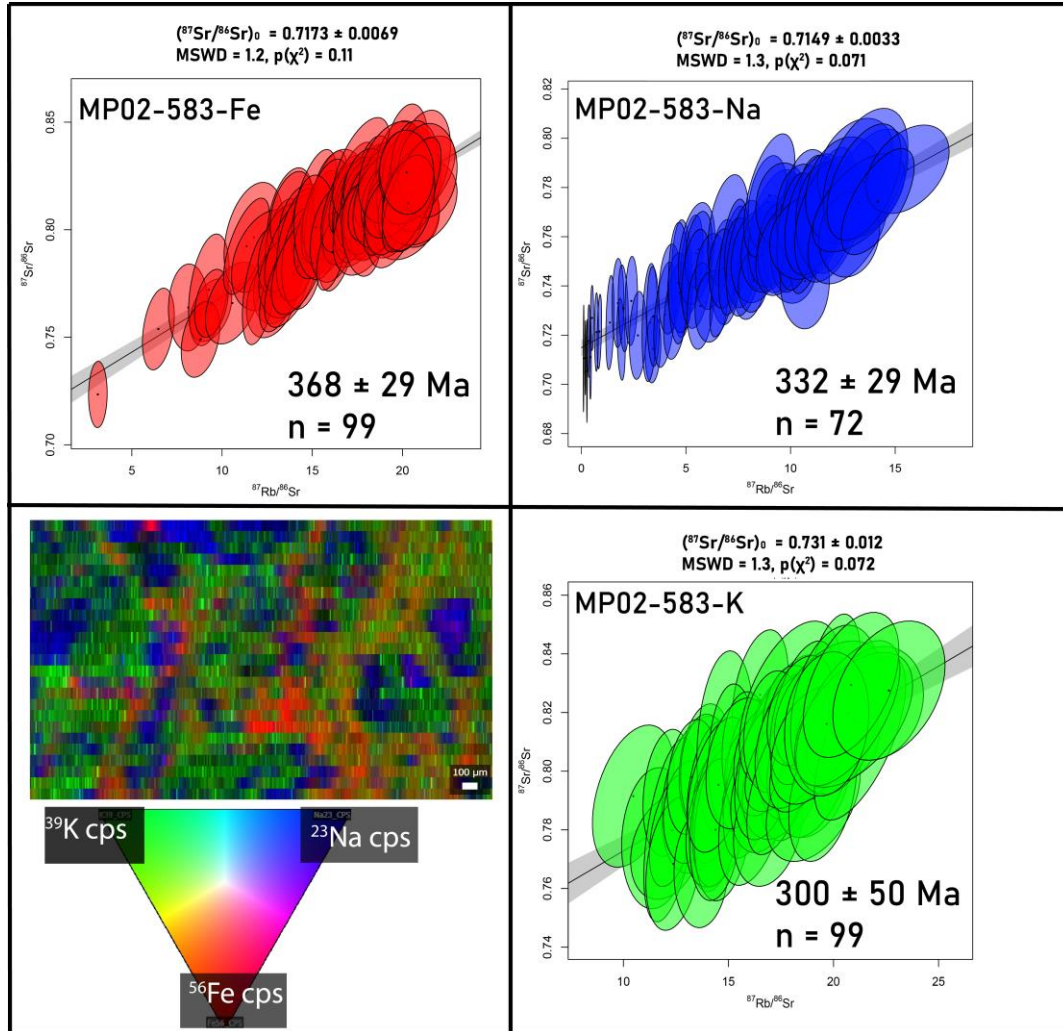 (⁸⁷Sr/⁸⁶Sr)₀ = 0.7173 ± 0.0069
MSWD = 1.2, p(χ²) = 0.11
MP02-583-Fe
0.85
0.80
0.75
0.70
⁸⁷Sr/⁸⁶Sr
368 ± 29 Ma
n = 99
5 10 15 20
⁸⁷Rb/⁸⁶Sr
(⁸⁷Sr/⁸⁶Sr)₀ = 0.7149 ± 0.0033
MSWD = 1.3, p(χ²) = 0.071
MP02-583-Na
0.82
0.80
0.78
0.76
0.74
0.72
0.70
0.68
⁸⁷Sr/⁸⁶Sr
332 ± 29 Ma
n = 72
0 5 10 15
⁸⁷Rb/⁸⁶Sr
100 µm
³⁹K cps
²³Na cps
Na23_CPS
⁵⁶Fe cps
(⁸⁷Sr/⁸⁶Sr)₀ = 0.731 ± 0.012
MSWD = 1.3, p(χ²) = 0.072
MP02-583-K
0.86
0.84
0.82
0.80
0.78
0.76
0.74
⁸⁷Sr/⁸⁶Sr
300 ± 50 Ma
n = 99
10 15 20 25
⁸⁷Rb/⁸⁶Sr